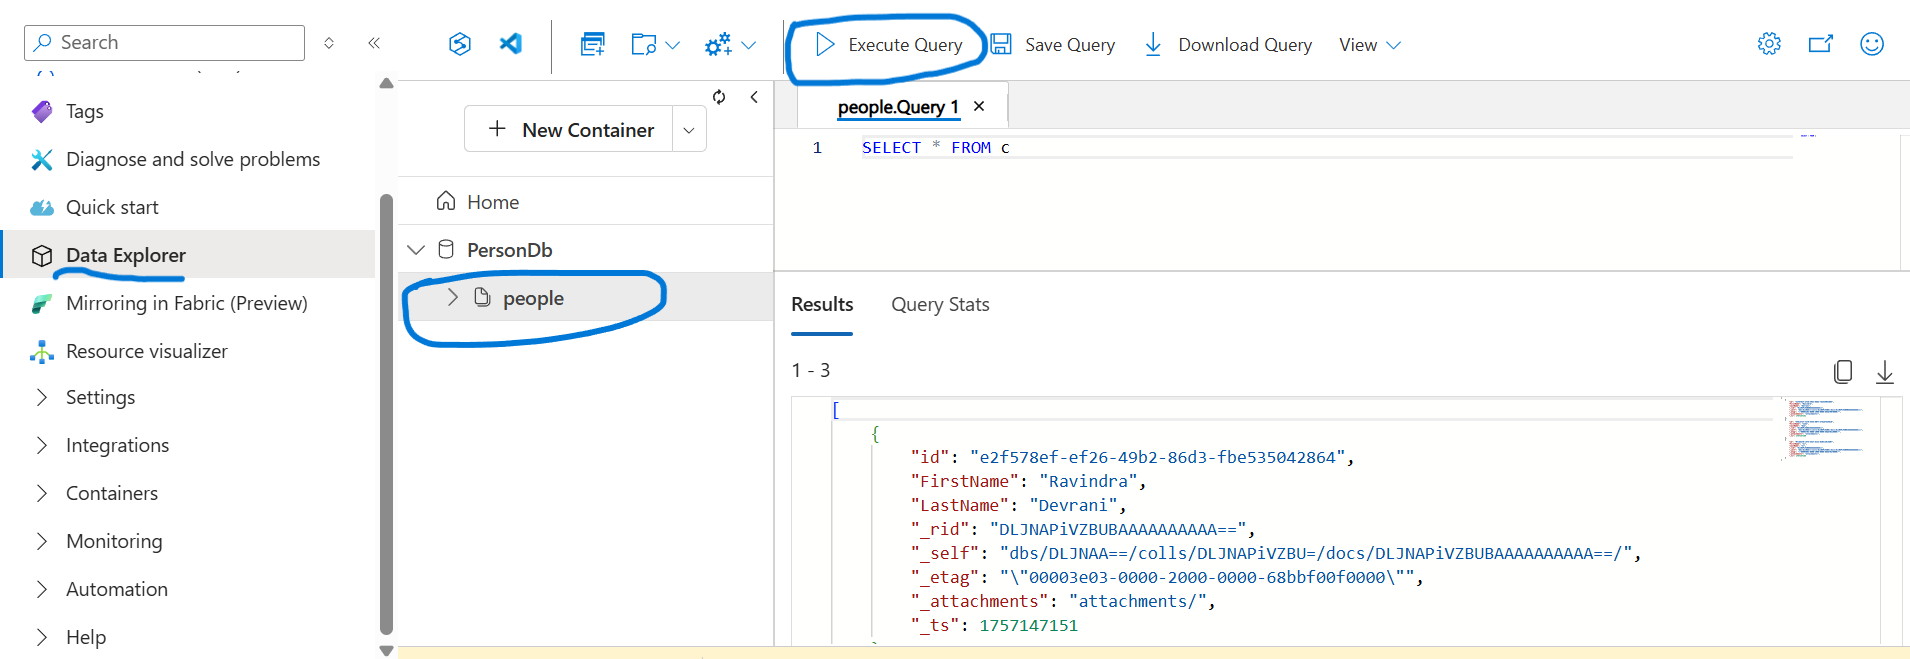 Search
Tags
Diagnose and solve problems
Quick start
Data Explorer
Mirroring in Fabric (Preview)
Resource visualizer
Settings
Integrations
Containers
Monitoring
Automation
Help
Execute Query
Save Query
Download Query
View
New Container
Home
PersonDb
people
people.Query 1
1 SELECT * FROM c
Results Query Stats
1 - 3
[
{
"id": "e2f578ef-ef26-49b2-86d3-fbe535042864",
"FirstName": "Ravindra",
"LastName": "Devrani",
"_rid": "DLJNAPiVZBUBAAAAAAAAAA==",
"_self": "dbs/DLJNAA==/colls/DLJNAPiVZBU=/docs/DLJNAPiVZBUBAAAAAAAAAA==/",
"_etag": "\"00003e03-0000-2000-0000-68bbf00f0000\"",
"_attachments": "attachments/",
"_ts": 1757147151